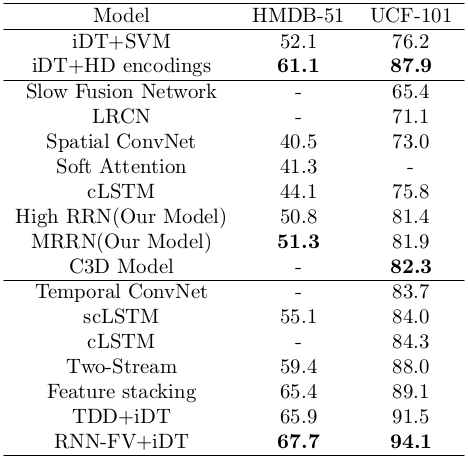 Model HMDB-51 UCF-101
iDT+SVM 52.1 76.2
iDT+HD encodings 61.1 87.9
Slow Fusion Network - 65.4
LRCN - 71.1
Spatial ConvNet 40.5 73.0
Soft Attention 41.3 -
cLSTM 44.1 75.8
High RRN(Our Model) 50.8 81.4
MRRN(Our Model) 51.3 81.9
C3D Model - 82.3
Temporal ConvNet - 83.7
scLSTM 55.1 84.0
cLSTM - 84.3
Two-Stream 59.4 88.0
Feature stacking 65.4 89.1
TDD+iDT 65.9 91.5
RNN-FV+iDT 67.7 94.1